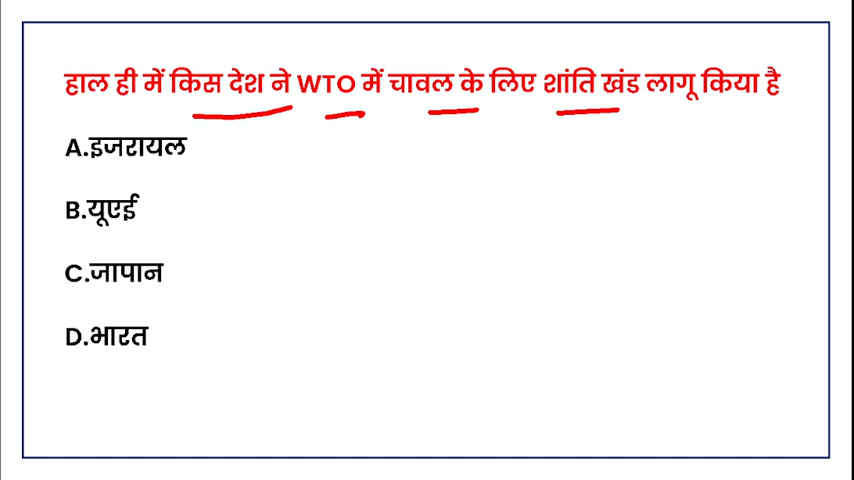 हाल ही में किस देश ने WTO में चावल के लिए शांति खंड लागू किया है
A.इजरायल
B.यूएई
C.जापान
D.भारत